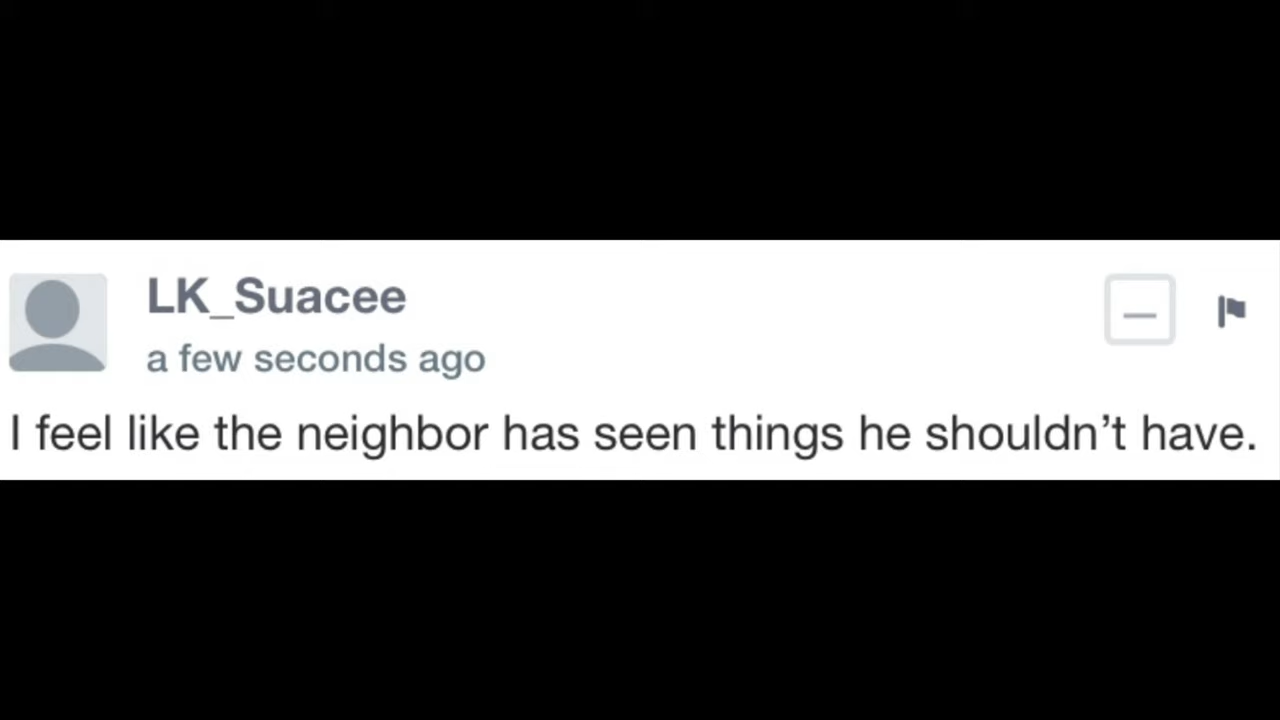 LK_Suacee
a few seconds ago
I feel like the neighbor has seen things he shouldn’t have.